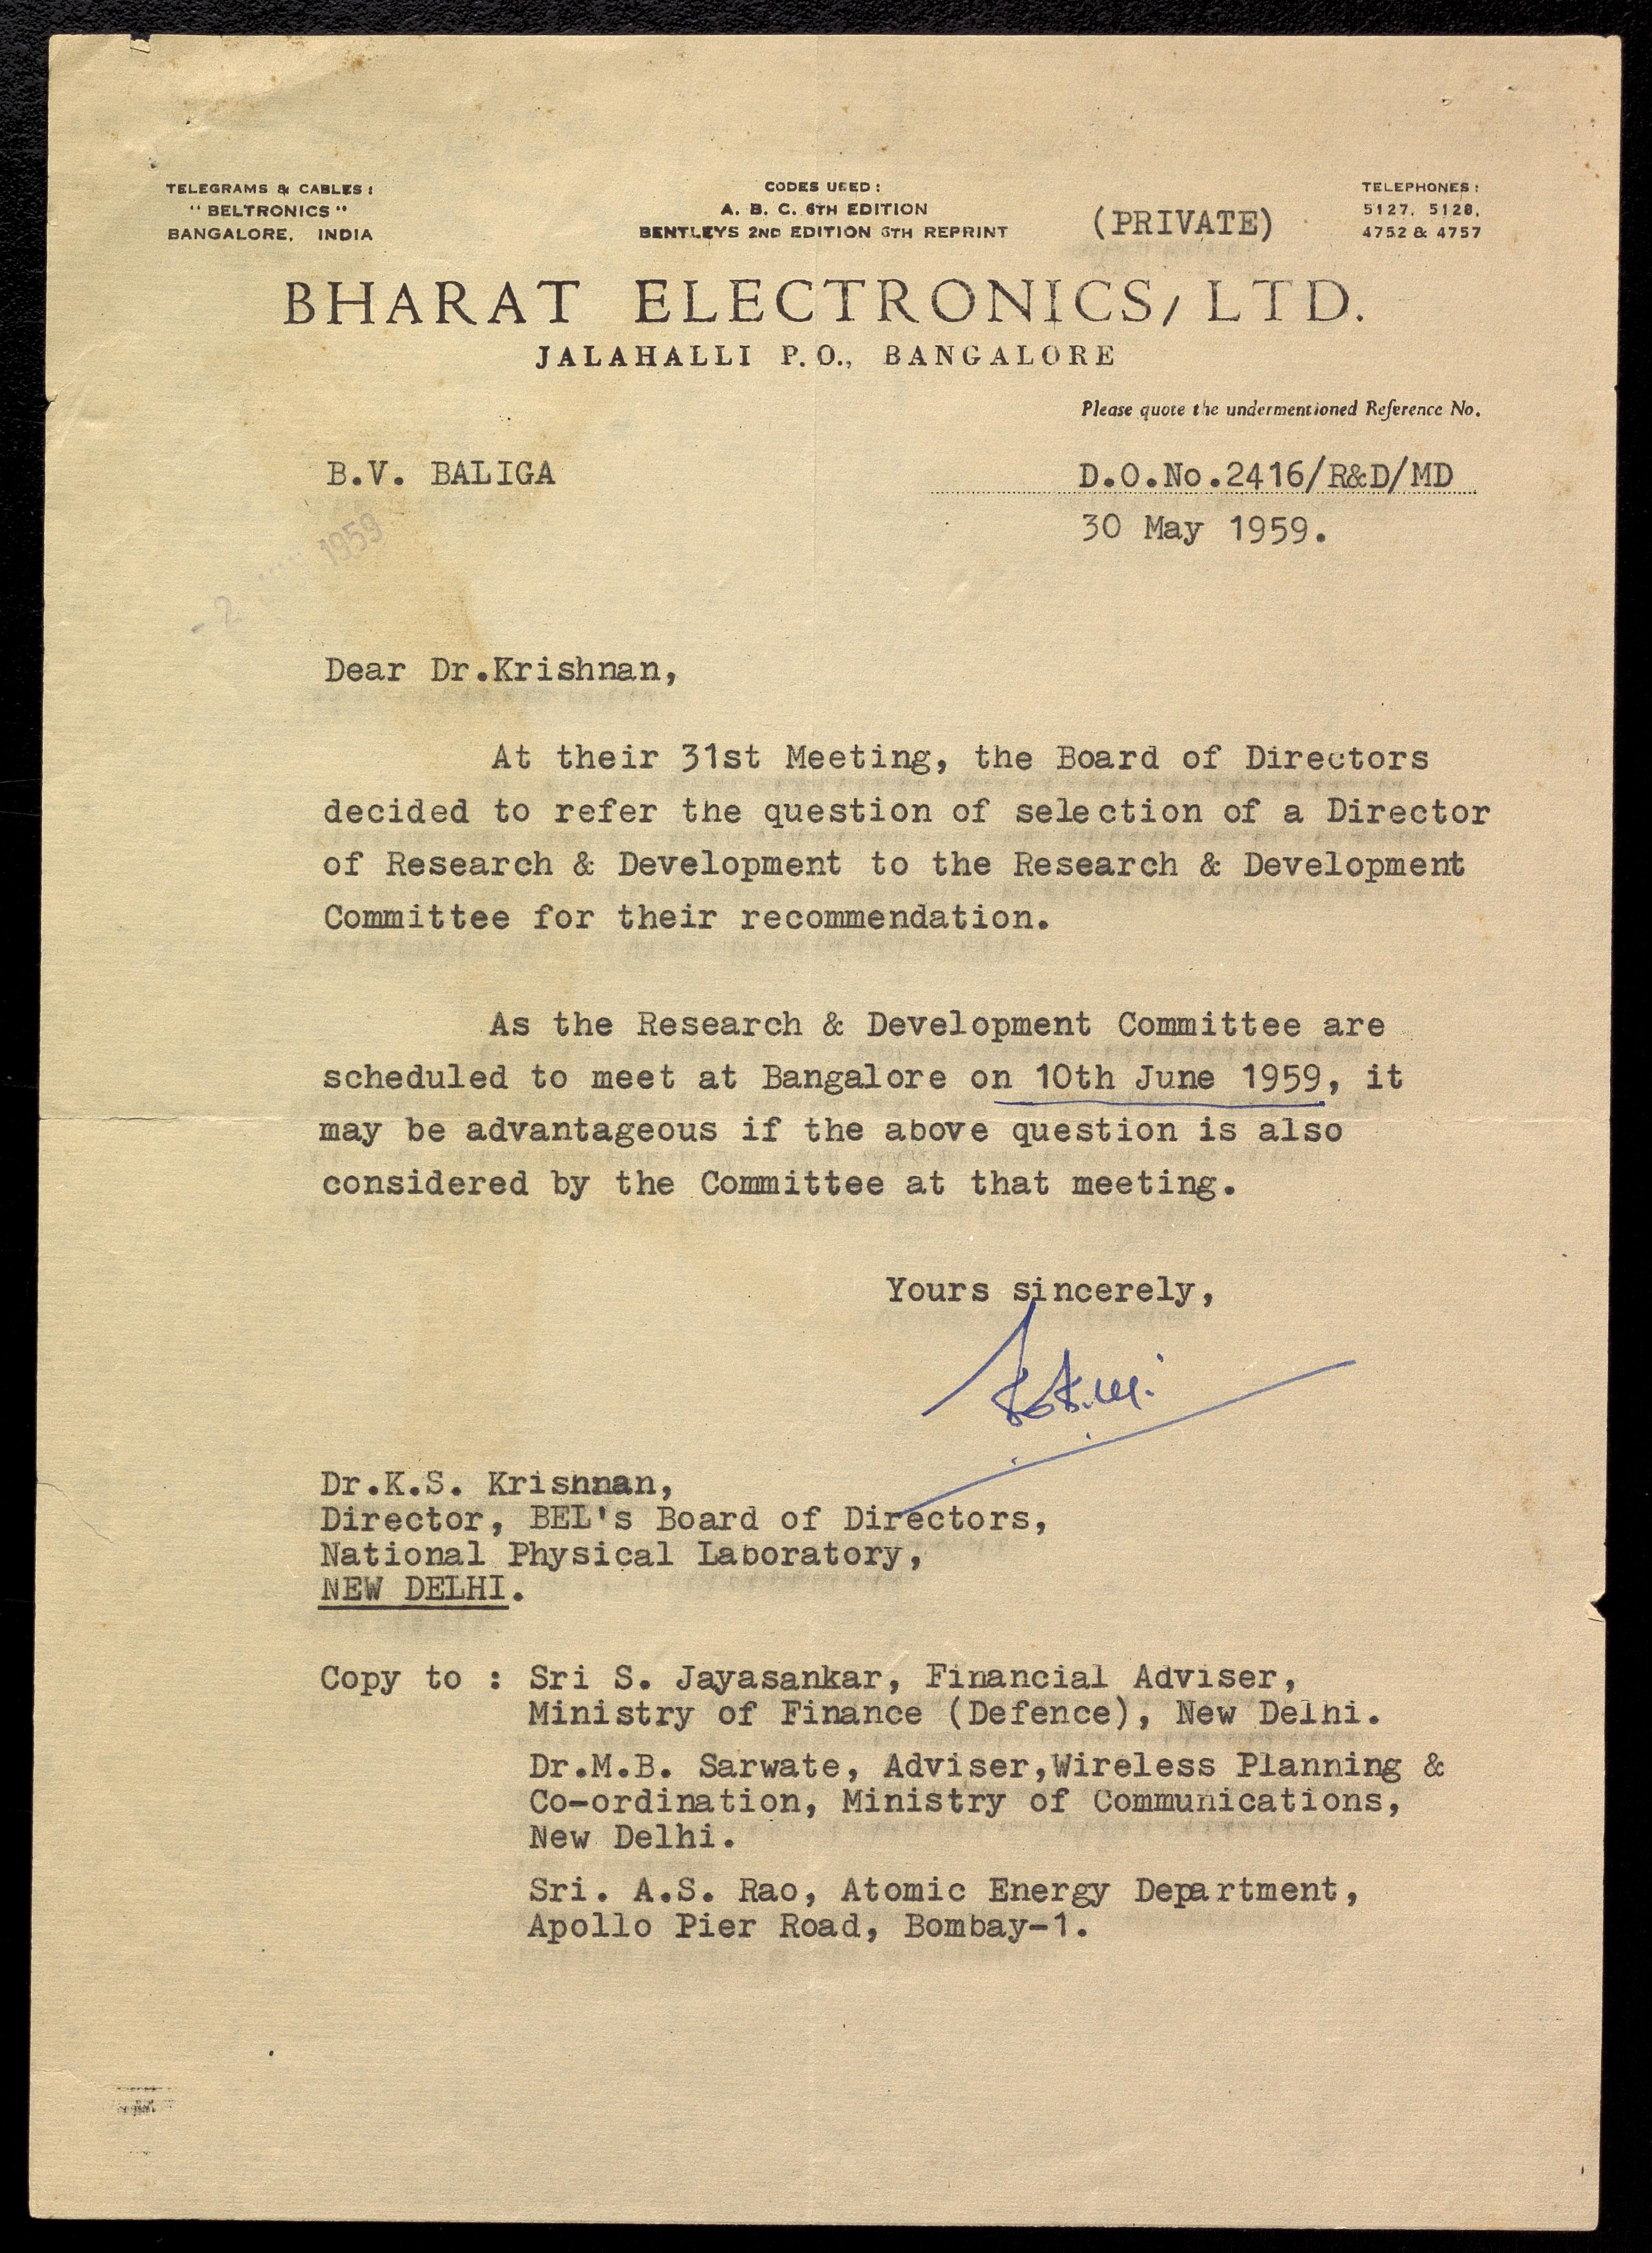 TELEGRAMS & CABLES:
"BELTRONICS"
BANGALORE, INDIA
CODES USED:
A. B. C. 6TH EDITION
BENTLEYS 2ND EDITION 6TH REPRINT
(PRIVATE)
TELEPHONES:
5127, 5128,
4752 & 4757
BHARAT ELECTRONICS, LTD.
JALAHALLI P.O., BANGALORE
Please quote the undermentioned Reference No.
B.V. BALIGA
D.O.No.2416/R&D/MD
30 May 1959.
-2 1959
Dear Dr.Krishnan,
At their 31st Meeting, the Board of Directors
decided to refer the question of selection of a Director
of Research & Development to the Research & Development
Committee for their recommendation.
As the Research & Development Committee are
scheduled to meet at Bangalore on 10th June 1959, it
may be advantageous if the above question is also
considered by the Committee at that meeting.
Yours sincerely,
Dr.K.S. Krishnan,
Director, BEL's Board of Directors,
National Physical Laboratory,
NEW DELHI.
Copy to : Sri S. Jayasankar, Financial Adviser,
Ministry of Finance (Defence), New Delhi.
Dr.M.B. Sarwate, Adviser,Wireless Planning &
Co-ordination, Ministry of Communications,
New Delhi.
Sri. A.S. Rao, Atomic Energy Department,
Apollo Pier Road, Bombay-1.